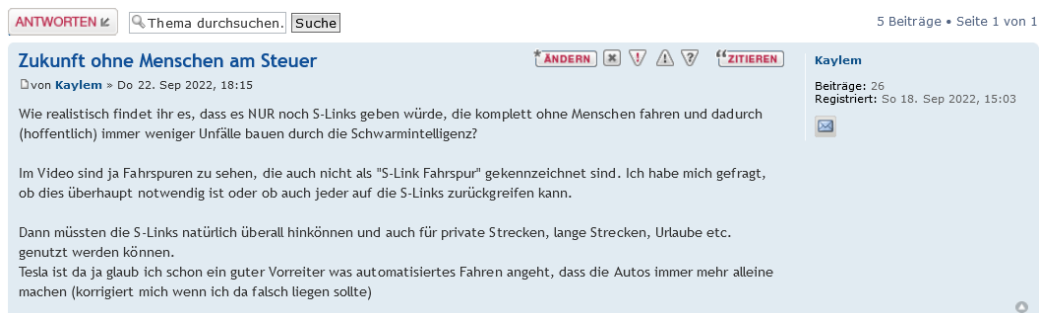 ANTWORTEN
Thema durchsuchen. Suche
5 Beiträge • Seite 1 von 1
Zukunft ohne Menschen am Steuer
*ÄNDERN
“ZITIEREN
von Kaylem » Do 22. Sep 2022, 18:15
Wie realistisch findet ihr es, dass es NUR noch S-Links geben würde, die komplett ohne Menschen fahren und dadurch
(hoffentlich) immer weniger Unfälle bauen durch die Schwarmintelligenz?
Im Video sind ja Fahrspuren zu sehen, die auch nicht als "S-Link Fahrspur" gekennzeichnet sind. Ich habe mich gefragt,
ob dies überhaupt notwendig ist oder ob auch jeder auf die S-Links zurückgreifen kann.
Dann müssten die S-Links natürlich überall hinkönnen und auch für private Strecken, lange Strecken, Urlaube etc.
genutzt werden können.
Tesla ist da ja glaub ich schon ein guter Vorreiter was automatisiertes Fahren angeht, dass die Autos immer mehr alleine
machen (korrigiert mich wenn ich da falsch liegen sollte)
Kaylem
Beiträge: 26
Registriert: So 18. Sep 2022, 15:03